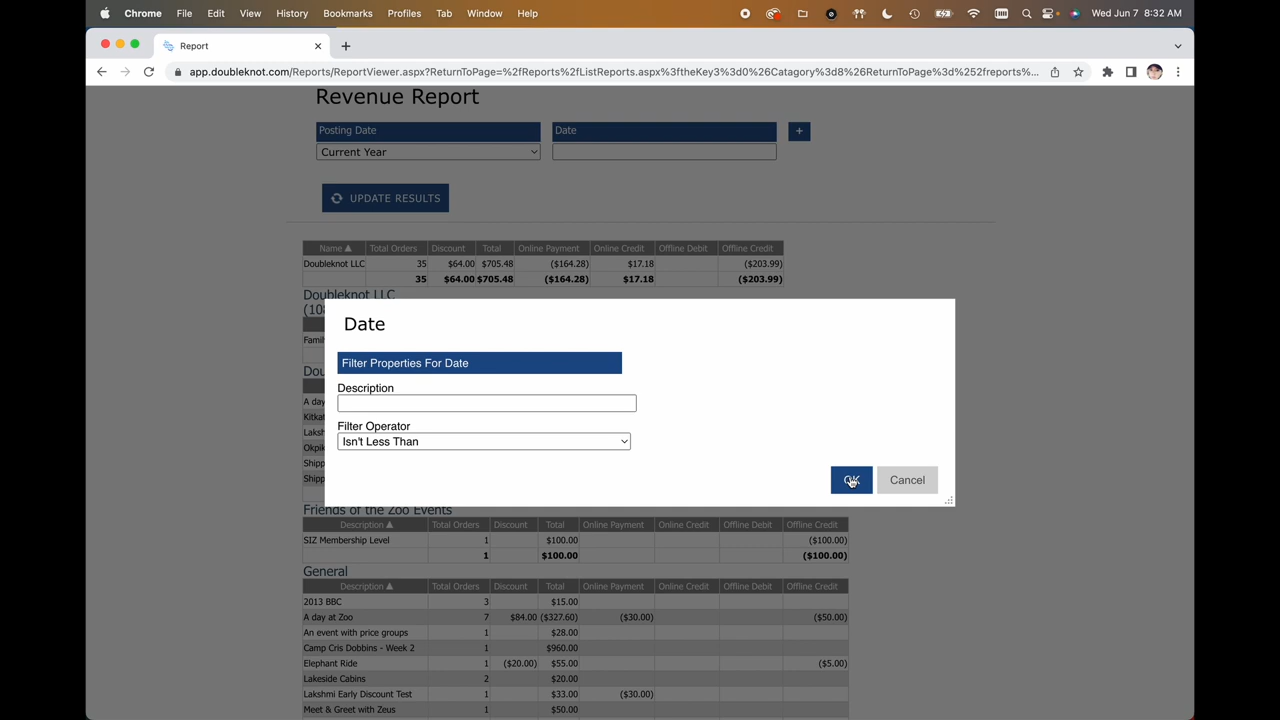 Chrome File Edit View History Bookmarks Profiles Tab Window Help Wed Jun 7 8:32 AM
Report
app.doubleknot.com/Reports/ReportViewer.aspx?ReturnToPage=%2fReports%2fListReports.aspx%3ftheKey3%3d0%26Catagory%3d8%26ReturnToPage%3d%252freports%...
Revenue Report
Posting Date Date +
Current Year
UPDATE RESULTS
Name ▲ Total Orders Discount Total Online Payment Online Credit Offline Debit Offline Credit
Doubleknot LLC 35 $64.00 $705.48 ($164.28) $17.18 ($203.99)
35 $64.00 $705.48 ($164.28) $17.18 ($203.99)
Doubleknot LLC
(108
Date
Famil
Filter Properties For Date
Dou
Description
A day
Kitkat
Filter Operator
Laksh
Isn't Less Than
Okpik
Shipp
Shipp
OK Cancel
Friends of the Zoo Events
Description ▲ Total Orders Discount Total Online Payment Online Credit Offline Debit Offline Credit
SIZ Membership Level 1 $100.00 ($100.00)
1 $100.00 ($100.00)
General
Description ▲ Total Orders Discount Total Online Payment Online Credit Offline Debit Offline Credit
2013 BBC 3 $15.00
A day at Zoo 7 $84.00 ($327.60) ($30.00) ($50.00)
An event with price groups 1 $28.00
Camp Cris Dobbins - Week 2 1 $960.00
Elephant Ride 1 ($20.00) $55.00 ($5.00)
Lakeside Cabins 2 $20.00
Lakshmi Early Discount Test 1 $33.00 ($30.00)
Meet & Greet with Zeus 1 $50.00